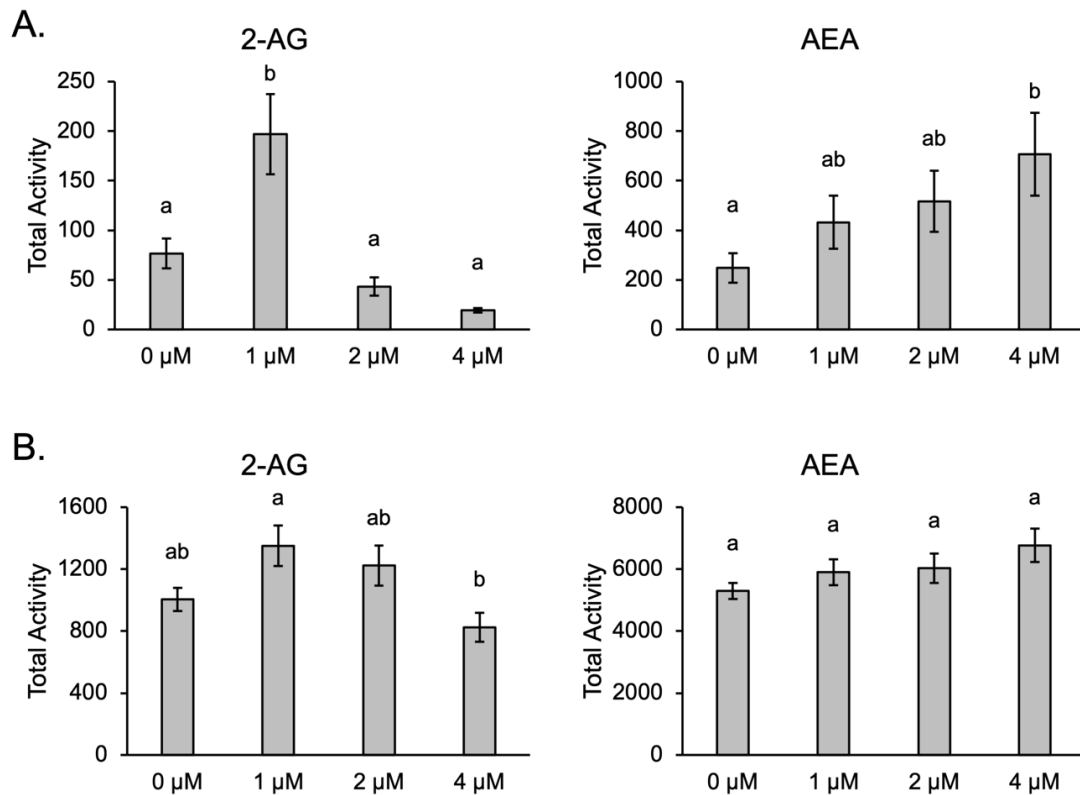 A.
2-AG
250
200
150
100
50
0
Total Activity
a
b
a
a
0 µM 1 µM 2 µM 4 µM
AEA
1000
800
600
400
200
0
Total Activity
a
ab
ab
b
0 µM 1 µM 2 µM 4 µM
B.
2-AG
1600
1200
800
400
0
Total Activity
ab
a
ab
b
0 µM 1 µM 2 µM 4 µM
AEA
8000
6000
4000
2000
0
Total Activity
a
a
a
a
0 µM 1 µM 2 µM 4 µM